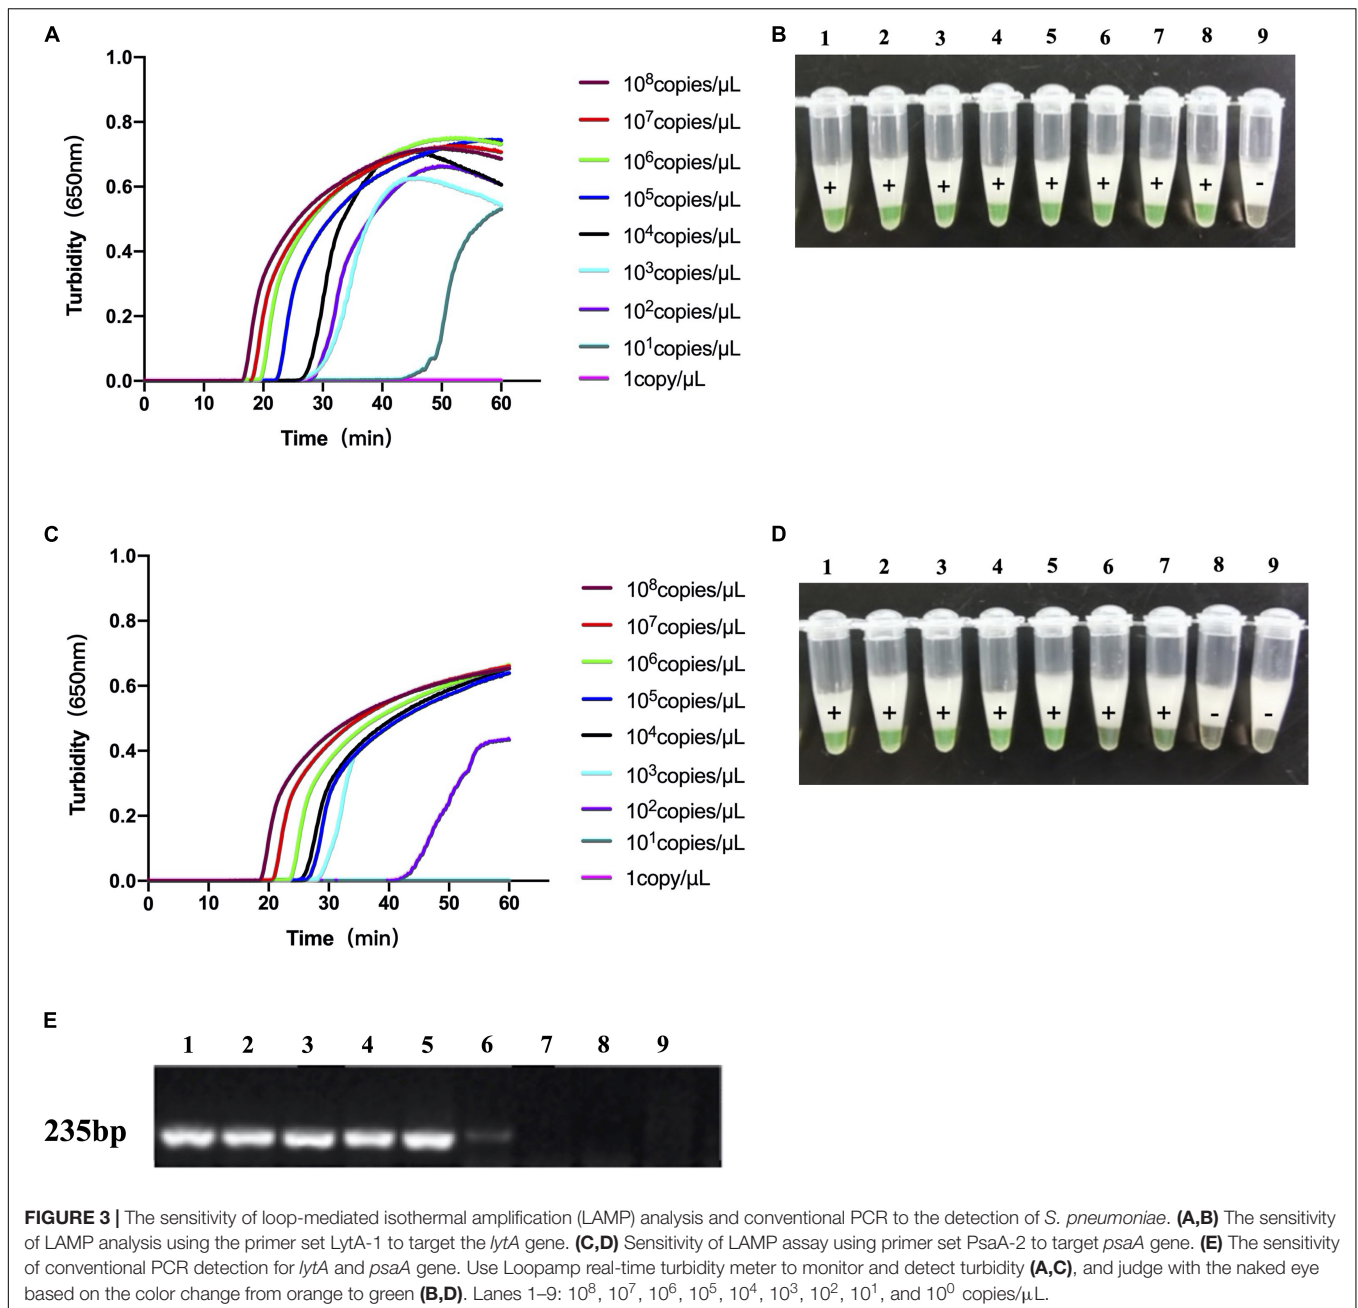 A
1.0
0.8
0.6
0.4
0.2
0.0
Turbidity (650nm)
0 10 20 30 40 50 60
Time (min)
10⁸copies/μL
10⁷copies/μL
10⁶copies/μL
10⁵copies/μL
10⁴copies/μL
10³copies/μL
10²copies/μL
10¹copies/μL
1copy/μL
B
1 2 3 4 5 6 7 8 9
+ + + + + + + + -
C
1.0
0.8
0.6
0.4
0.2
0.0
Turbidity (650nm)
0 10 20 30 40 50 60
Time (min)
10⁸copies/μL
10⁷copies/μL
10⁶copies/μL
10⁵copies/μL
10⁴copies/μL
10³copies/μL
10²copies/μL
10¹copies/μL
1copy/μL
D
1 2 3 4 5 6 7 8 9
+ + + + + + + - -
E
1 2 3 4 5 6 7 8 9
235bp
FIGURE 3 | The sensitivity of loop-mediated isothermal amplification (LAMP) analysis and conventional PCR to the detection of S. pneumoniae. (A,B) The sensitivity
of LAMP analysis using the primer set LytA-1 to target the lytA gene. (C,D) Sensitivity of LAMP assay using primer set PsaA-2 to target psaA gene. (E) The sensitivity
of conventional PCR detection for lytA and psaA gene. Use Loopamp real-time turbidity meter to monitor and detect turbidity (A,C), and judge with the naked eye
based on the color change from orange to green (B,D). Lanes 1–9: 10⁸, 10⁷, 10⁶, 10⁵, 10⁴, 10³, 10², 10¹, and 10⁰ copies/μL.